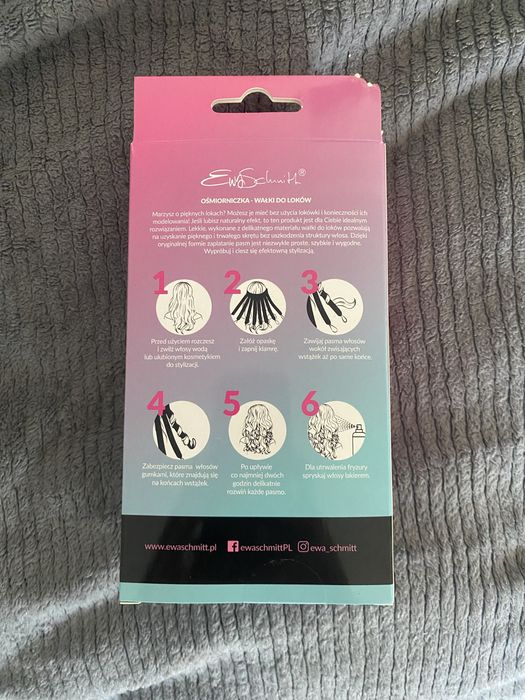 EwaSchmitt®
OŚMIORNICZKA - WAŁKI DO LOKÓW
Marzysz o pięknych lokach? Możesz je mieć bez użycia lokówki i konieczności ich
modelowania! Jeśli lubisz naturalny efekt, to ten produkt jest dla Ciebie idealnym
rozwiązaniem. Lekkie, wykonane z delikatnego materiału wałki do loków pozwalają
na uzyskanie pięknego i trwałego skrętu bez uszkodzenia struktury włosa. Dzięki
oryginalnej formie zaplatanie pasm jest niezwykle proste, szybkie i wygodne.
Wypróbuj i ciesz się efektowną stylizacją.
1
Przed użyciem rozczesz
i zwilż włosy wodą
lub ulubionym kosmetykiem
do stylizacji.
2
Załóż opaskę
i zapnij klamrę.
3
Zawijaj pasma włosów
wokół zwisających
wstążek aż po same końce.
4
Zabezpiecz pasma włosów
gumkami, które znajdują się
na końcach wstążek.
5
Po upływie
co najmniej dwóch
godzin delikatnie
rozwiń każde pasmo.
6
Dla utrwalenia fryzury
spryskuj włosy lakierem.
www.ewaschmitt.pl ewaschmittPL ewa_schmitt